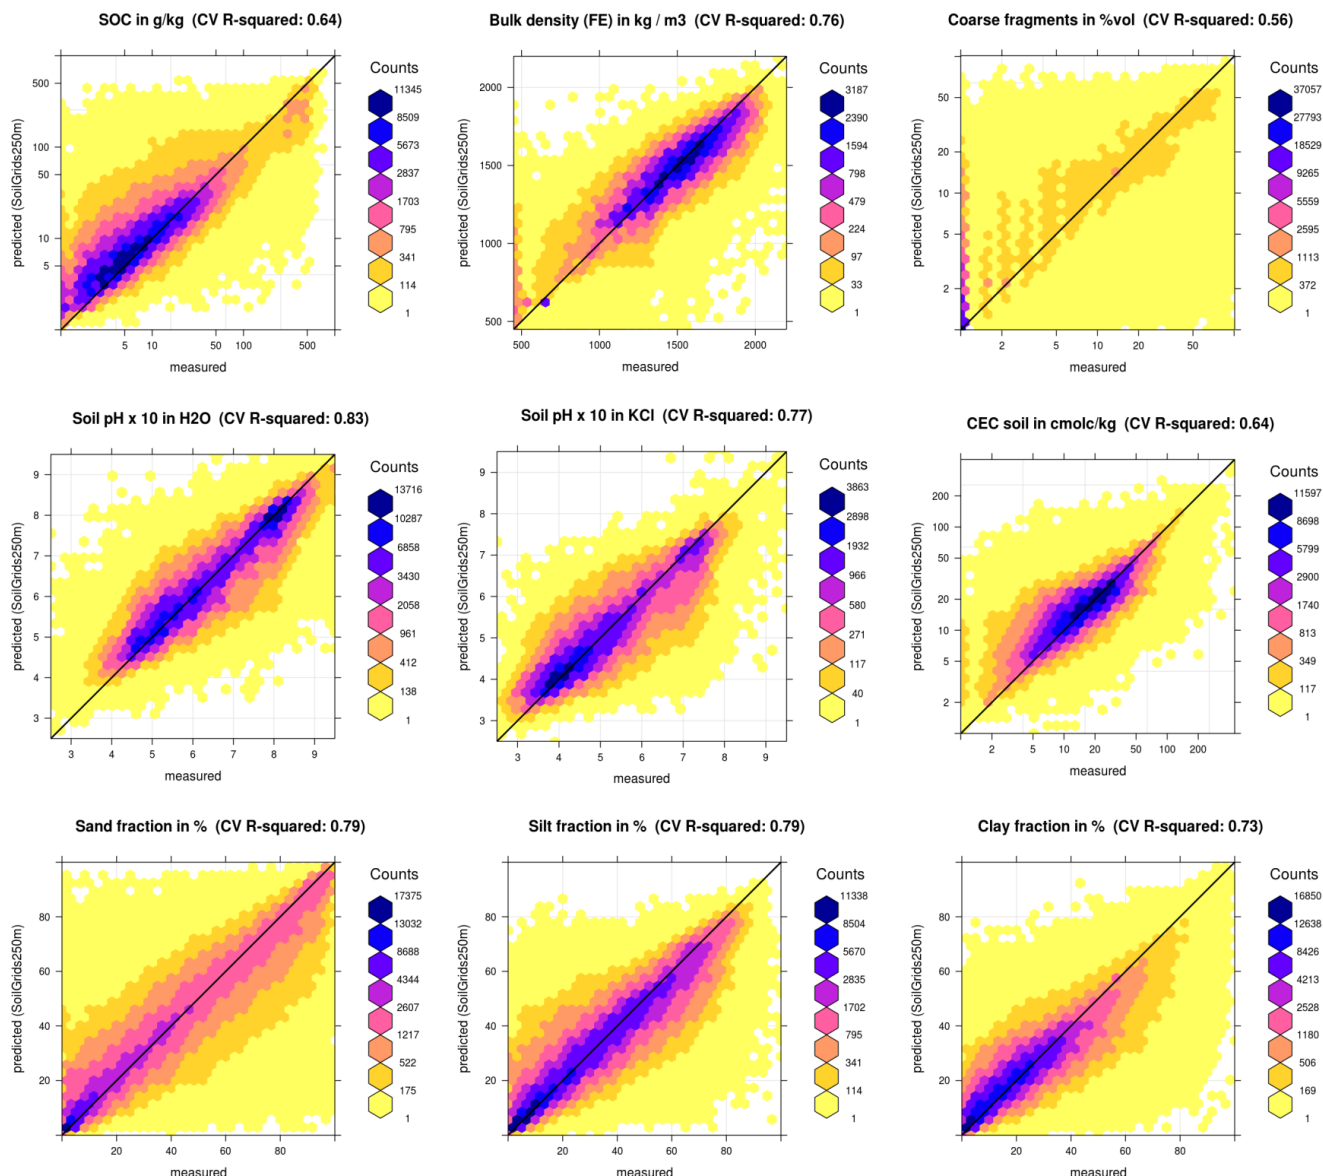 SOC in g/kg (CV R-squared: 0.64)
Counts
11345
8509
5673
2837
1703
795
341
114
1
500
100
50
10
5
predicted (SoilGrids250m)
5 10 50 100 500
measured
Bulk density (FE) in kg / m3 (CV R-squared: 0.76)
Counts
3187
2390
1594
798
479
224
97
33
1
2000
1500
1000
500
predicted (SoilGrids250m)
500 1000 1500 2000
measured
Coarse fragments in %vol (CV R-squared: 0.56)
Counts
37057
27793
18529
9265
5559
2595
1113
372
1
50
20
10
5
2
predicted (SoilGrids250m)
2 5 10 20 50
measured
Soil pH x 10 in H2O (CV R-squared: 0.83)
Counts
13716
10287
6858
3430
2058
961
412
138
1
9
8
7
6
5
4
3
predicted (SoilGrids250m)
3 4 5 6 7 8 9
measured
Soil pH x 10 in KCl (CV R-squared: 0.77)
Counts
3863
2898
1932
966
580
271
117
40
1
9
8
7
6
5
4
3
predicted (SoilGrids250m)
3 4 5 6 7 8 9
measured
CEC soil in cmolc/kg (CV R-squared: 0.64)
Counts
11597
8698
5799
2900
1740
813
349
117
1
200
100
50
20
10
5
2
predicted (SoilGrids250m)
2 5 10 20 50 100 200
measured
Sand fraction in % (CV R-squared: 0.79)
Counts
17375
10032
8688
4344
2607
1217
522
175
1
80
60
40
20
predicted (SoilGrids250m)
20 40 60 80
measured
Silt fraction in % (CV R-squared: 0.79)
Counts
11338
8504
5670
2835
1702
795
341
114
1
80
60
40
20
predicted (SoilGrids250m)
20 40 60 80
measured
Clay fraction in % (CV R-squared: 0.73)
Counts
16850
12638
8426
4213
2528
1180
506
169
1
80
60
40
20
predicted (SoilGrids250m)
20 40 60 80
measured